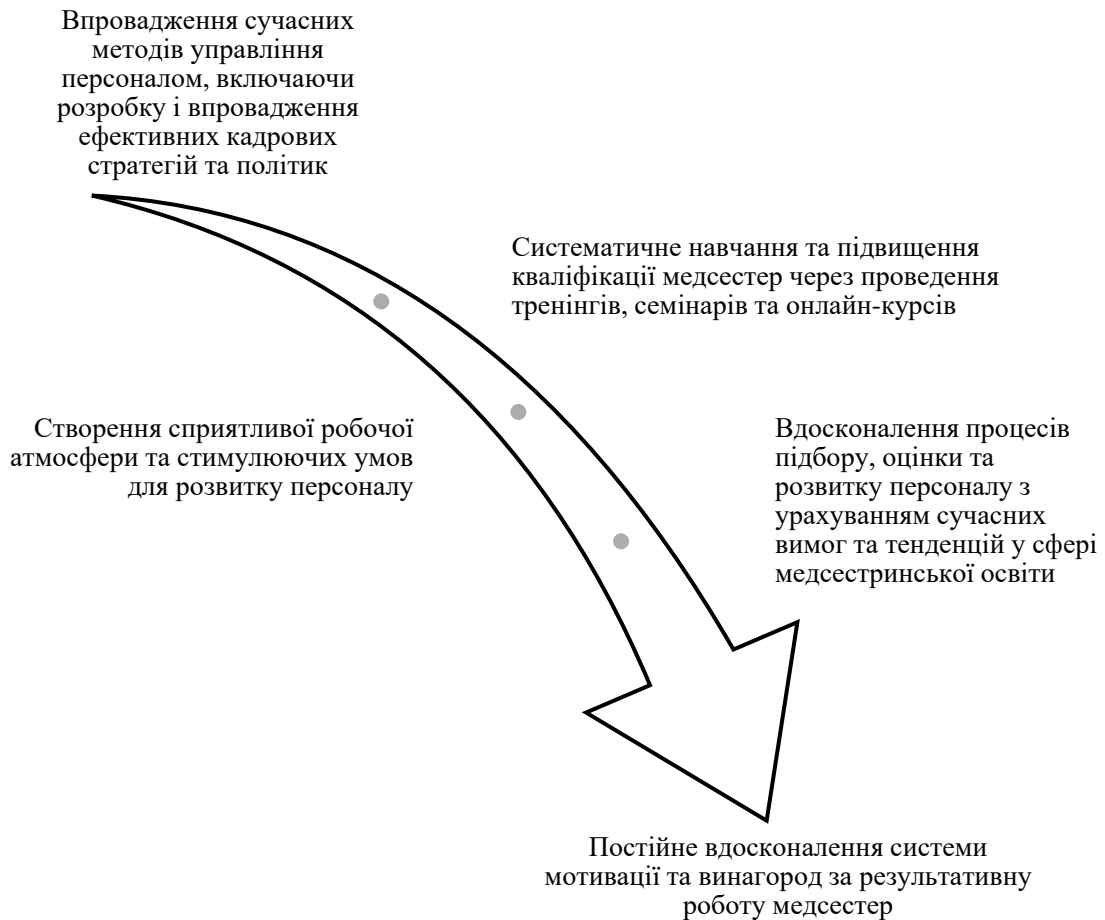 Впровадження сучасних
методів управління
персоналом, включаючи
розробку і впровадження
ефективних кадрових
стратегій та політик
Систематичне навчання та підвищення
кваліфікації медсестер через проведення
тренінгів, семінарів та онлайн-курсів
Створення сприятливої робочої
атмосфери та стимулюючих умов
для розвитку персоналу
Вдосконалення процесів
підбору, оцінки та
розвитку персоналу з
урахуванням сучасних
вимог та тенденцій у сфері
медсестринської освіти
Постійне вдосконалення системи
мотивації та винагород за результативну
роботу медсестер